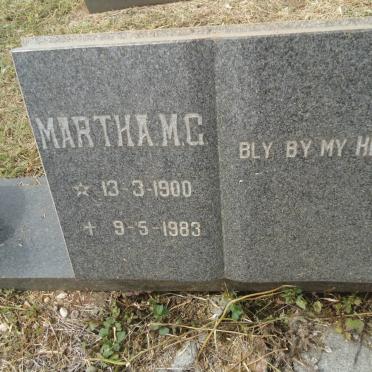 MARTHA M.G
☆ 13-3-1900
+ 9-5-1983
BLY BY MY